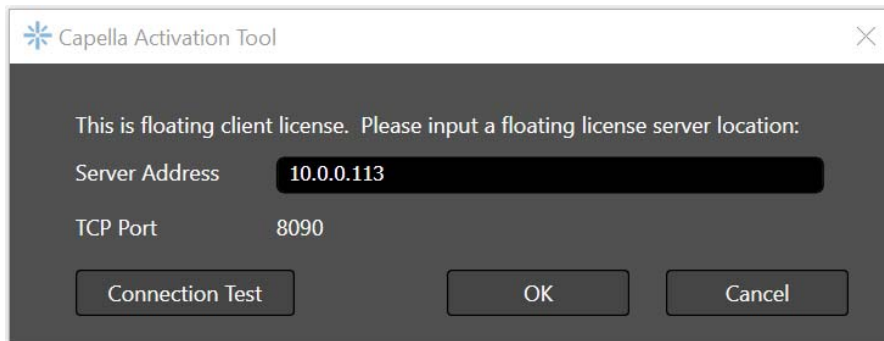 Capella Activation Tool
This is floating client license. Please input a floating license server location:
Server Address 10.0.0.113
TCP Port 8090
Connection Test OK Cancel